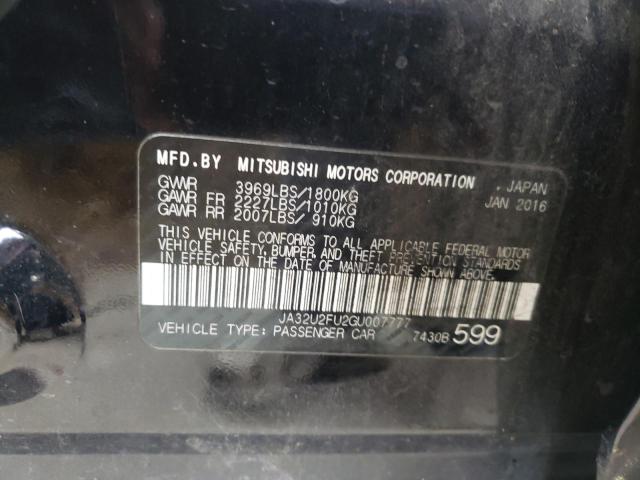 MFD.BY MITSUBISHI MOTORS CORPORATION , JAPAN
GVWR 3969LBS/1800KG JAN 2016
GAWR FR 2227LBS/1010KG
GAWR RR 2007LBS/ 910KG
THIS VEHICLE CONFORMS TO ALL APPLICABLE FEDERAL MOTOR
VEHICLE SAFETY, BUMPER, AND THEFT PREVENTION STANDARDS
IN EFFECT ON THE DATE OF MANUFACTURE SHOWN ABOVE.
JA32U2FU2GU007777
VEHICLE TYPE: PASSENGER CAR 7430B 599